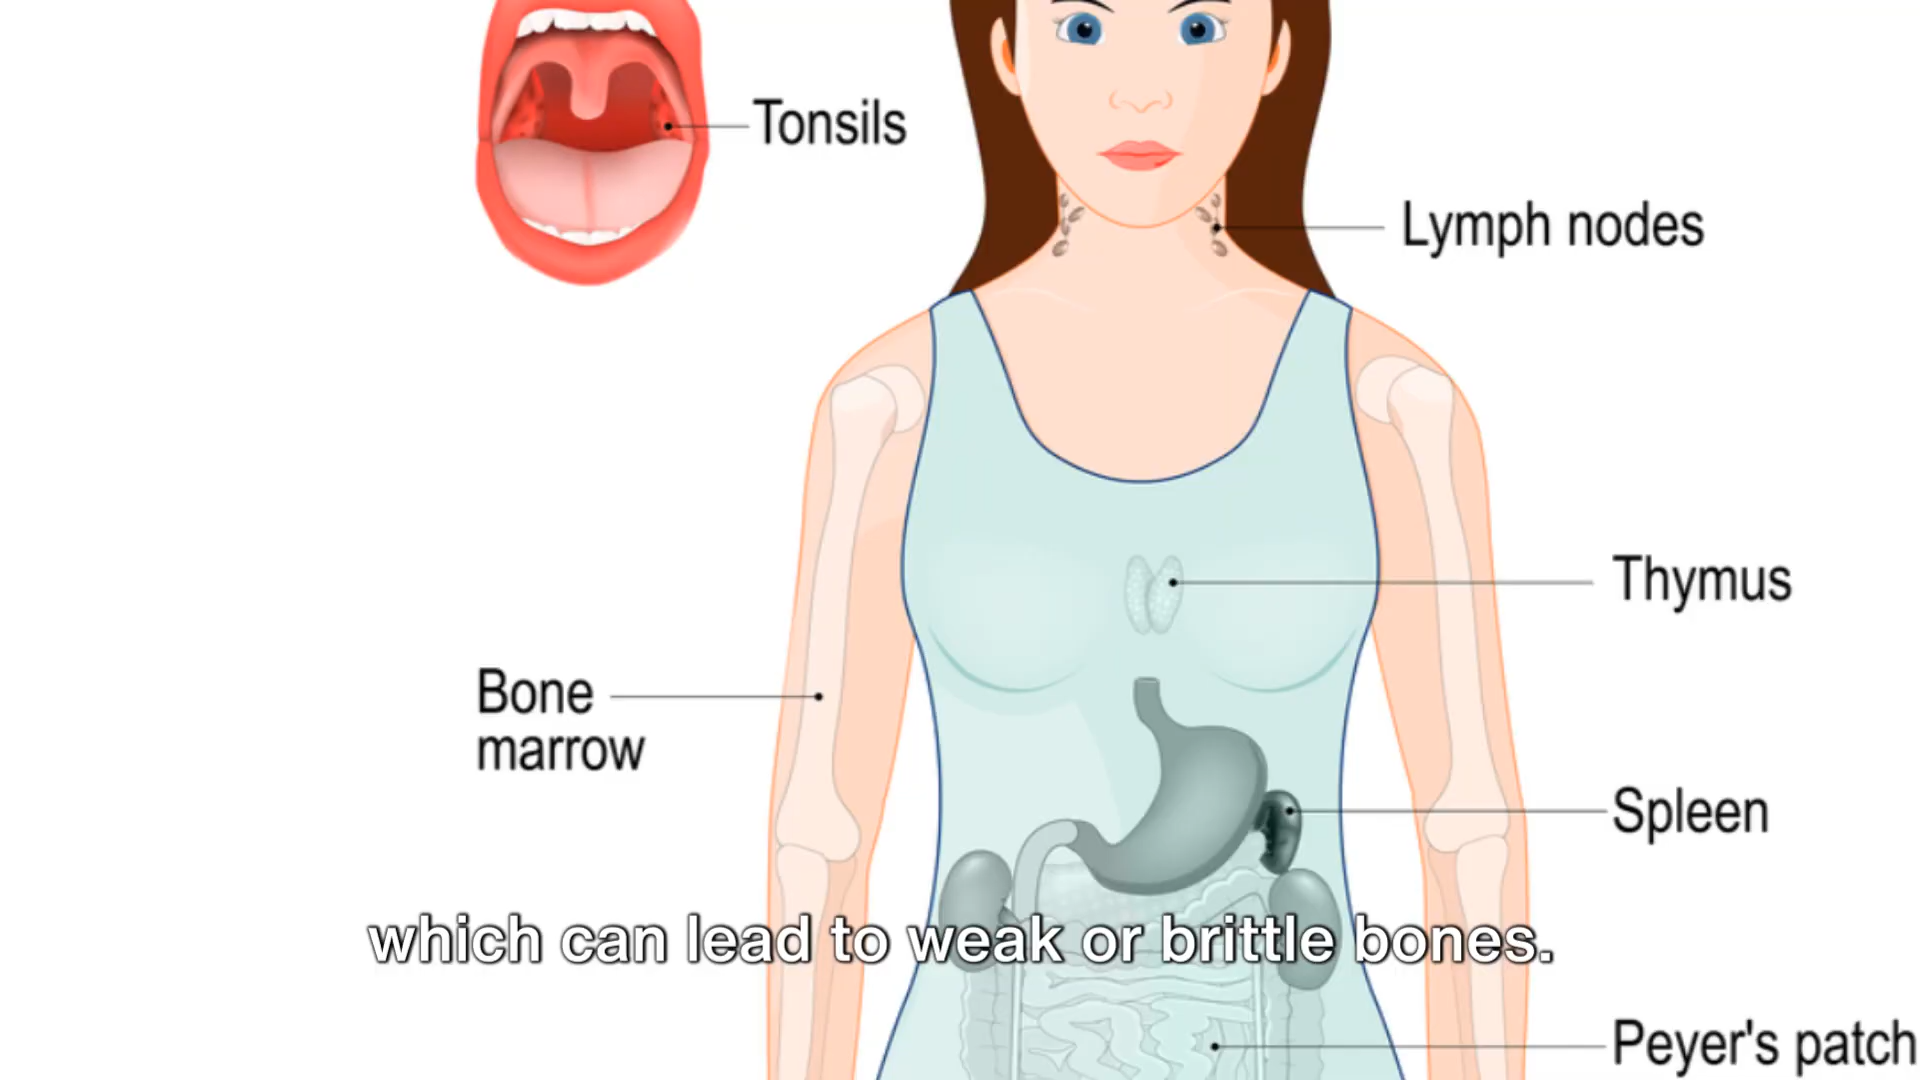 Tonsils
Lymph nodes
Thymus
Bone
marrow
Spleen
which can lead to weak or brittle bones.
Peyer's patch